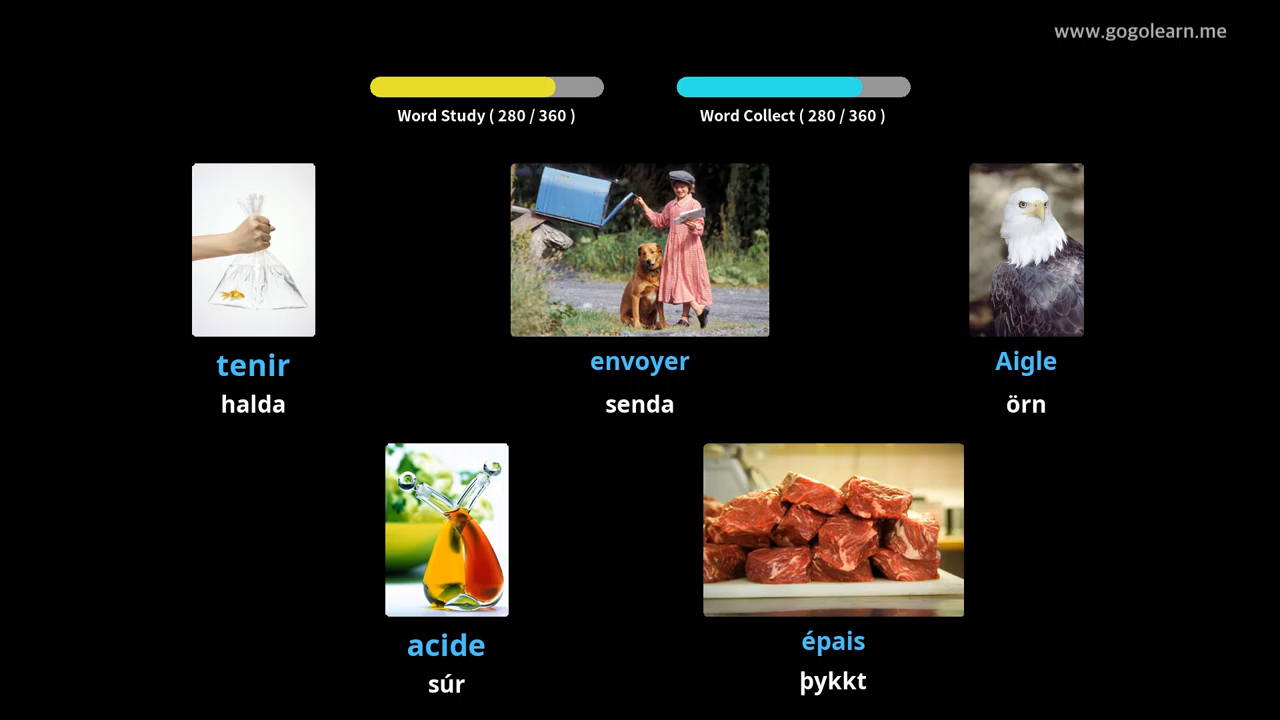 www.gogolearn.me
Word Study ( 280 / 360 )
Word Collect ( 280 / 360 )
tenir
halda
envoyer
senda
Aigle
örn
acide
súr
épais
þykkt